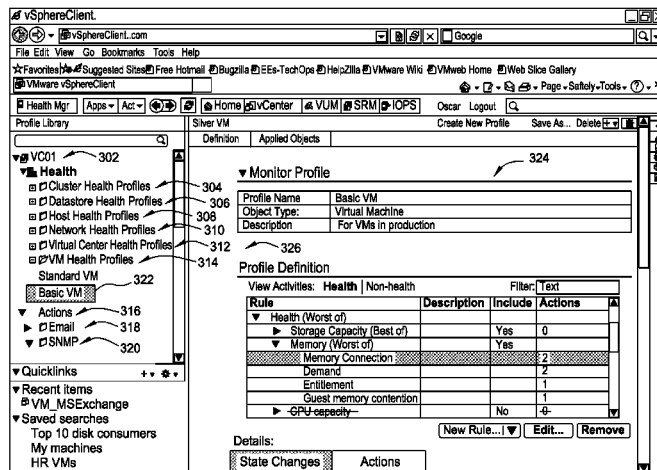 vSphereClient.
vSphereClient..com Google
File Edit View Go Bookmarks Tools Help
Favorites Suggested Sites Free Hotmail Bugzilla EEs-TechOps HelpZilla VMware Wiki VMweb Home Web Slice Gallery
VMware vSphereClient Page Saftely Tools
Health Mgr Apps Act Home vCenter VUM SRM IOPS Oscar Logout
Profile Library Silver VM Create New Profile Save As... Delete
Definition Applied Objects
VC01 302
Health
Cluster Health Profiles 304
Datastore Health Profiles 306
Host Health Profiles 308
Network Health Profiles 310
Virtual Center Health Profiles 312
VM Health Profiles 314
Standard VM
Basic VM 322
Actions 316
Email 318
SNMP 320
Quicklinks
Recent items
VM_MSExchange
Saved searches
Top 10 disk consumers
My machines
HR VMs
324
Monitor Profile
Profile Name Basic VM
Object Type: Virtual Machine
Description For VMs in production
326
Profile Definition
View Activities: Health | Non-health Filter: Text
Rule Description Include Actions
Health (Worst of)
Storage Capacity (Best of) Yes 0
Memory (Worst of) Yes
Memory Connection 2
Demand 2
Entitlement 1
Guest memory contention 1
CPU capacity No 0
New Rule... Edit... Remove
Details:
State Changes Actions